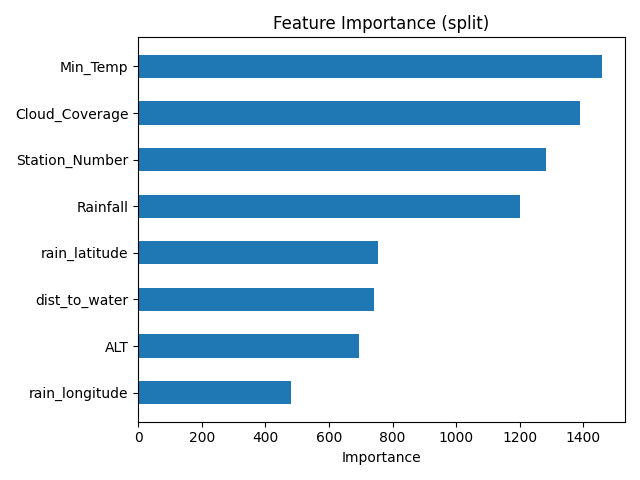 Feature Importance (split)
Min_Temp
Cloud_Coverage
Station_Number
Rainfall
rain_latitude
dist_to_water
ALT
rain_longitude
0 200 400 600 800 1000 1200 1400
Importance